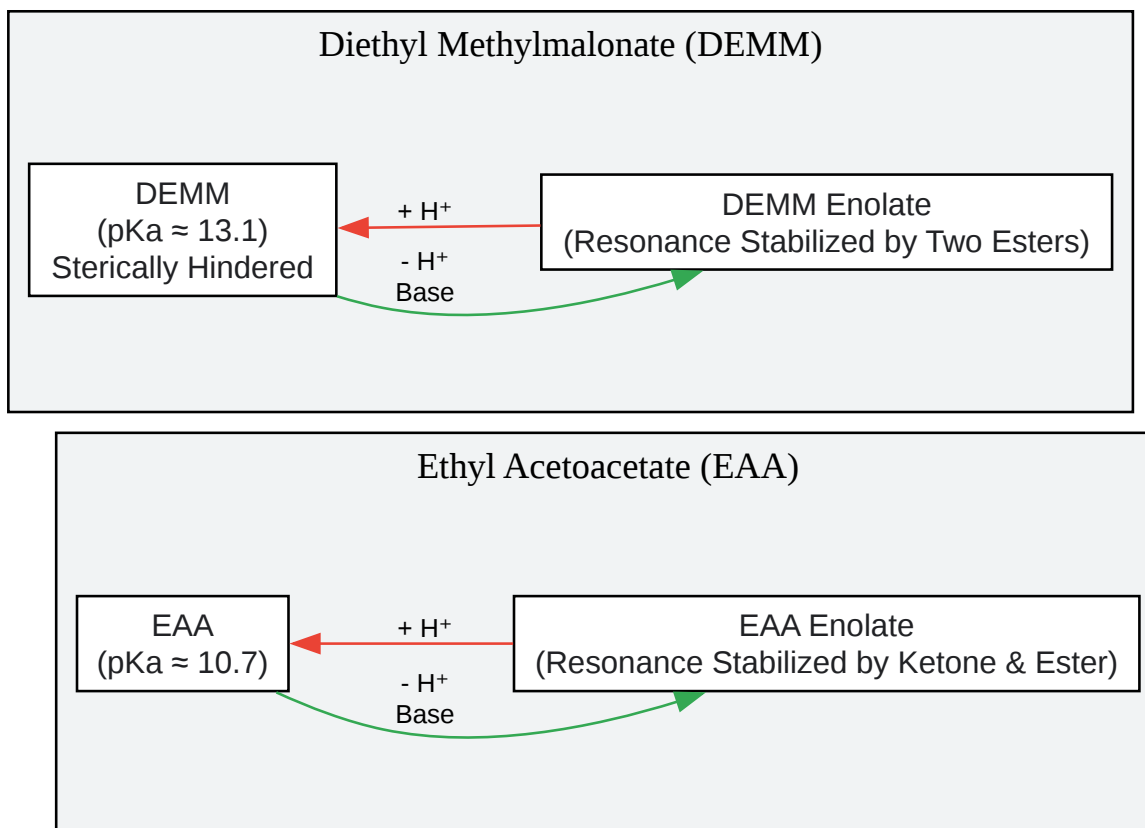 Diethyl Methylmalonate (DEMM)
DEMM
(pKa ≈ 13.1)
Sterically Hindered
+ H⁺
- H⁺
Base
DEMM Enolate
(Resonance Stabilized by Two Esters)
Ethyl Acetoacetate (EAA)
EAA
(pKa ≈ 10.7)
+ H⁺
- H⁺
Base
EAA Enolate
(Resonance Stabilized by Ketone & Ester)